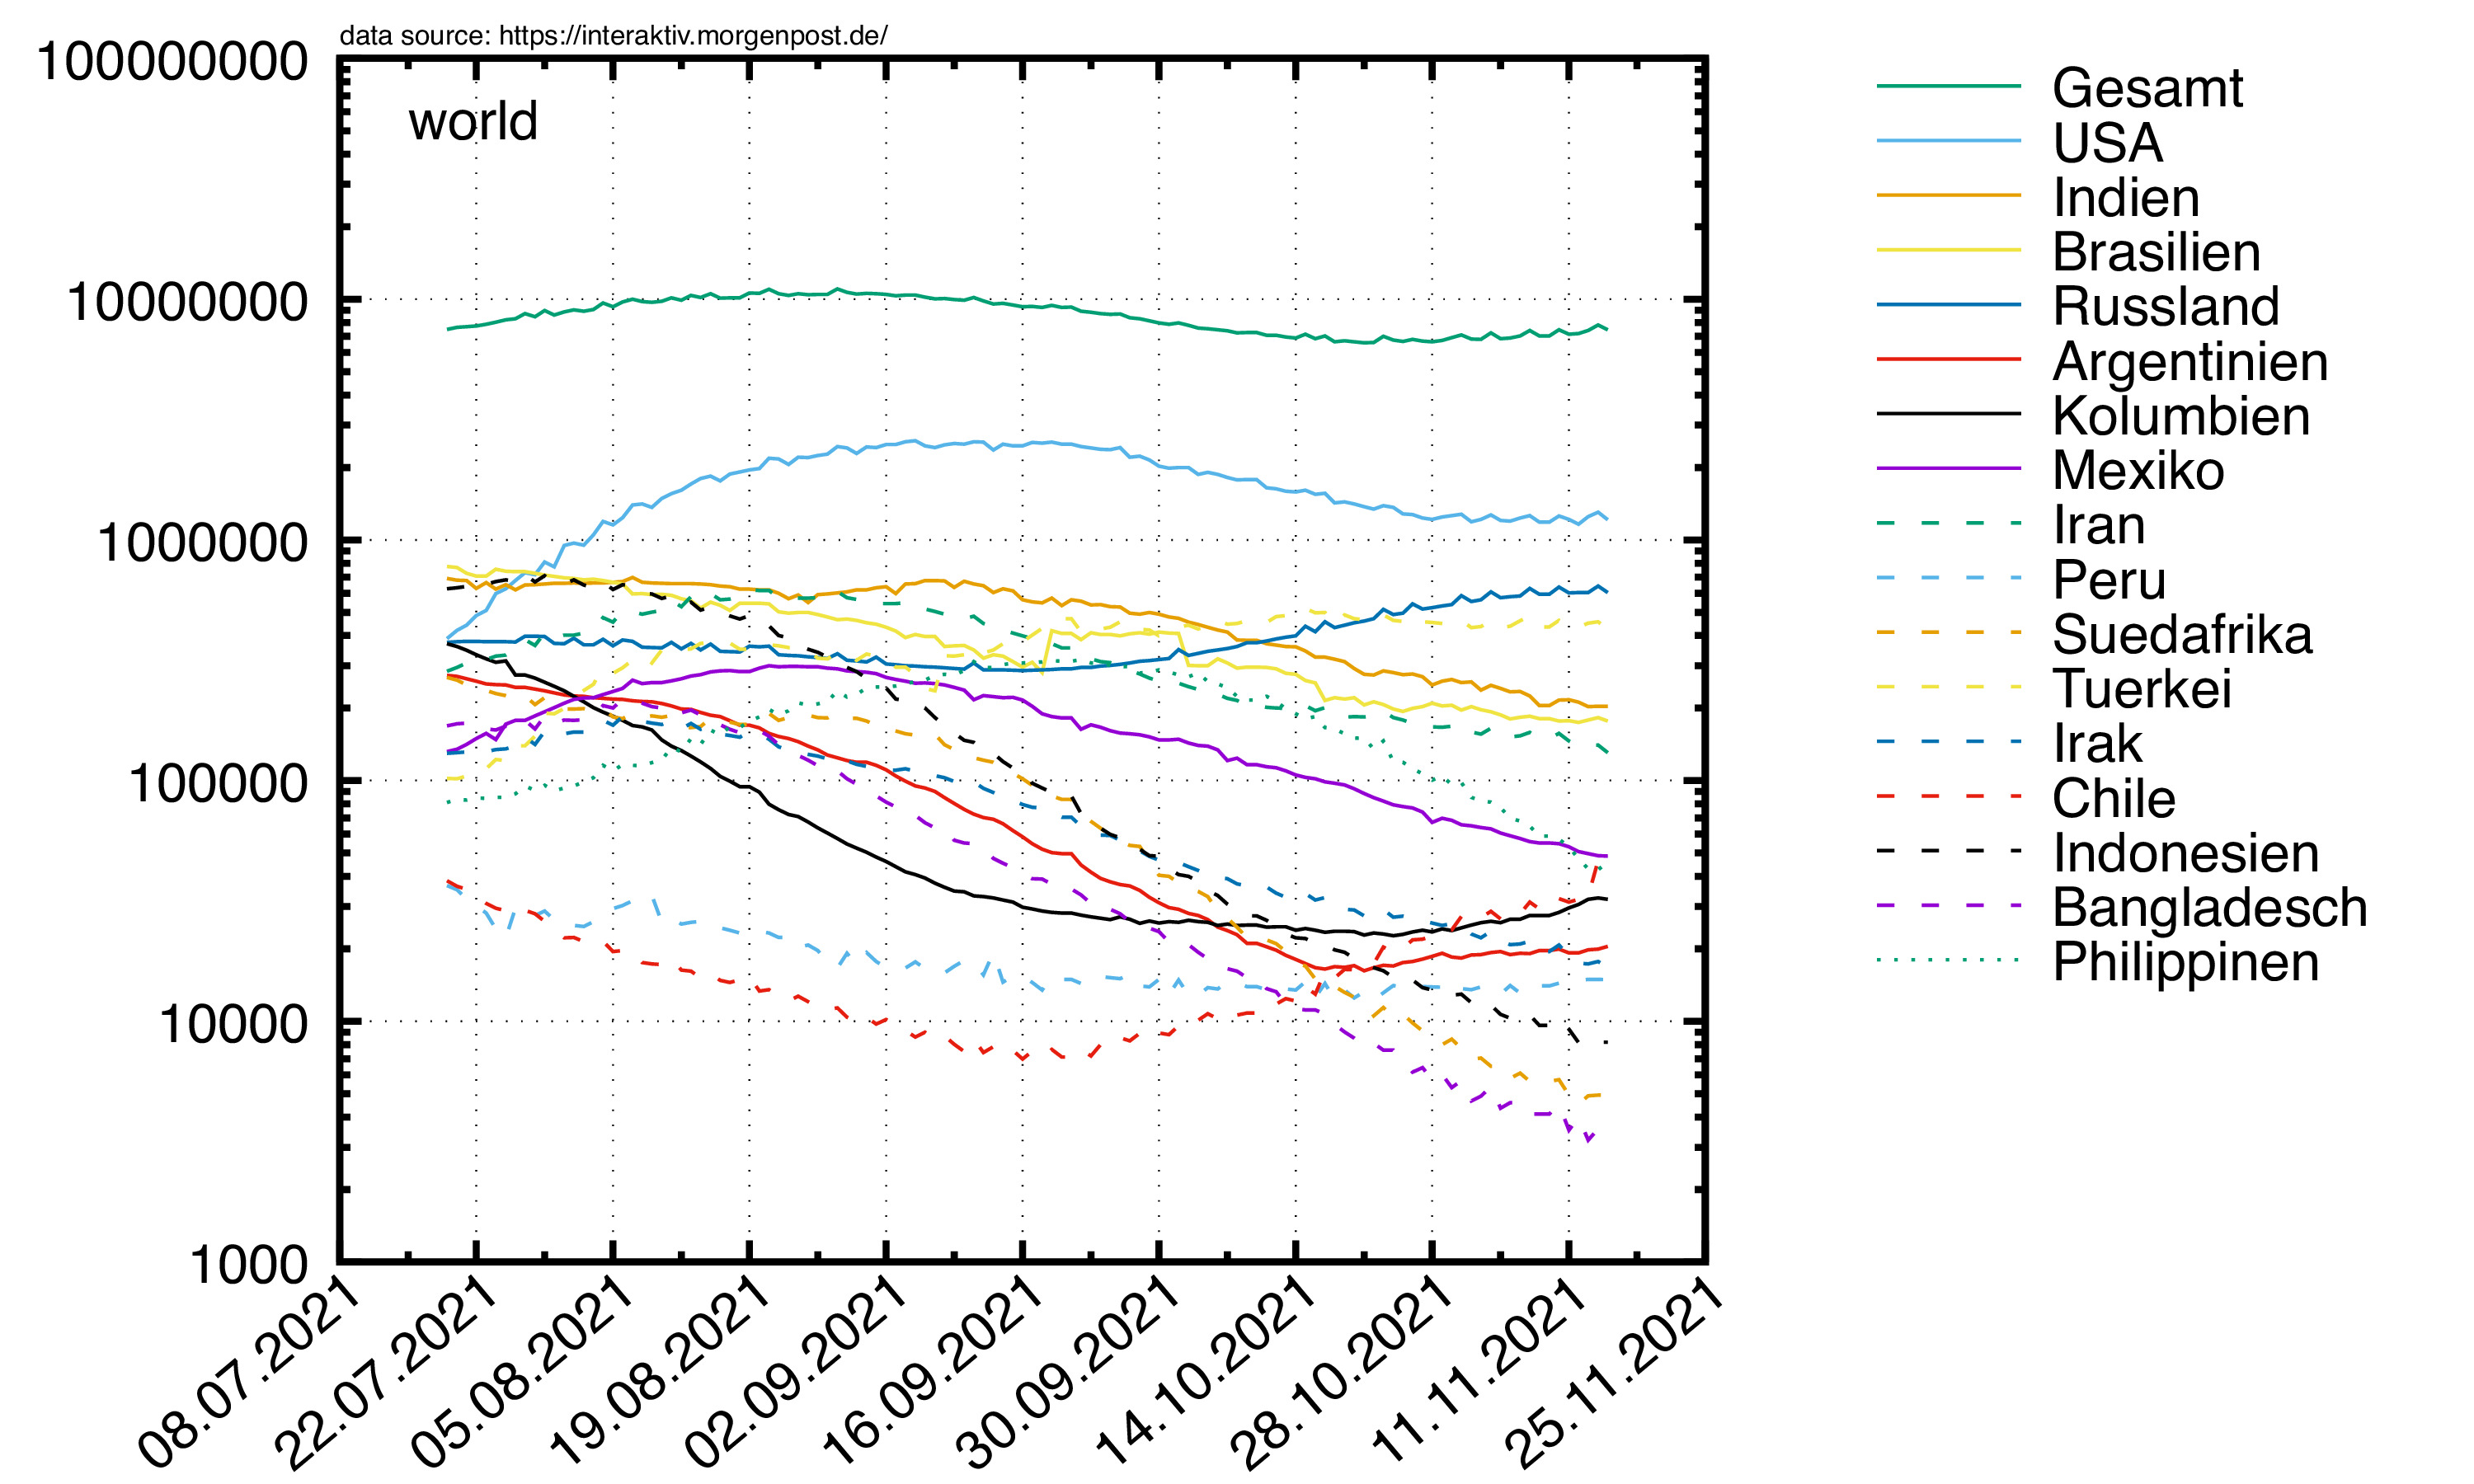 data source: https://interaktiv.morgenpost.de/
100000000
10000000
1000000
100000
10000
1000
world
08.07.2021
22.07.2021
05.08.2021
19.08.2021
02.09.2021
16.09.2021
30.09.2021
14.10.2021
28.10.2021
11.11.2021
25.11.2021
Gesamt
USA
Indien
Brasilien
Russland
Argentinien
Kolumbien
Mexiko
Iran
Peru
Suedafrika
Tuerkei
Irak
Chile
Indonesien
Bangladesch
Philippinen